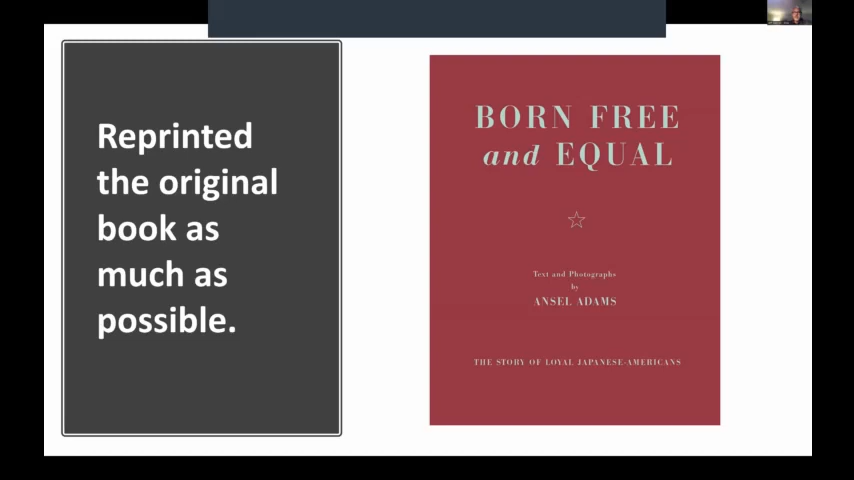 Reprinted
the original
book as
much as
possible.
BORN FREE
and EQUAL
Text and Photographs
by
ANSEL ADAMS
THE STORY OF LOYAL JAPANESE-AMERICANS